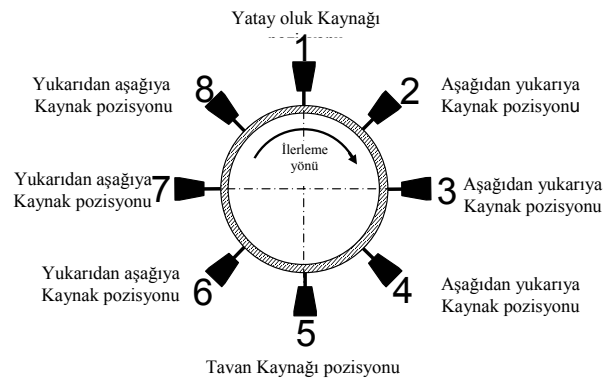 Yatay oluk Kaynağı
1
Yukarıdan aşağıya
Kaynak pozisyonu
8
2
Aşağıdan yukarıya
Kaynak pozisyonu
İlerleme
yönü
Yukarıdan aşağıya
Kaynak pozisyonu
7
3
Aşağıdan yukarıya
Kaynak pozisyonu
Yukarıdan aşağıya
Kaynak pozisyonu
6
4
Aşağıdan yukarıya
Kaynak pozisyonu
5
Tavan Kaynağı pozisyonu